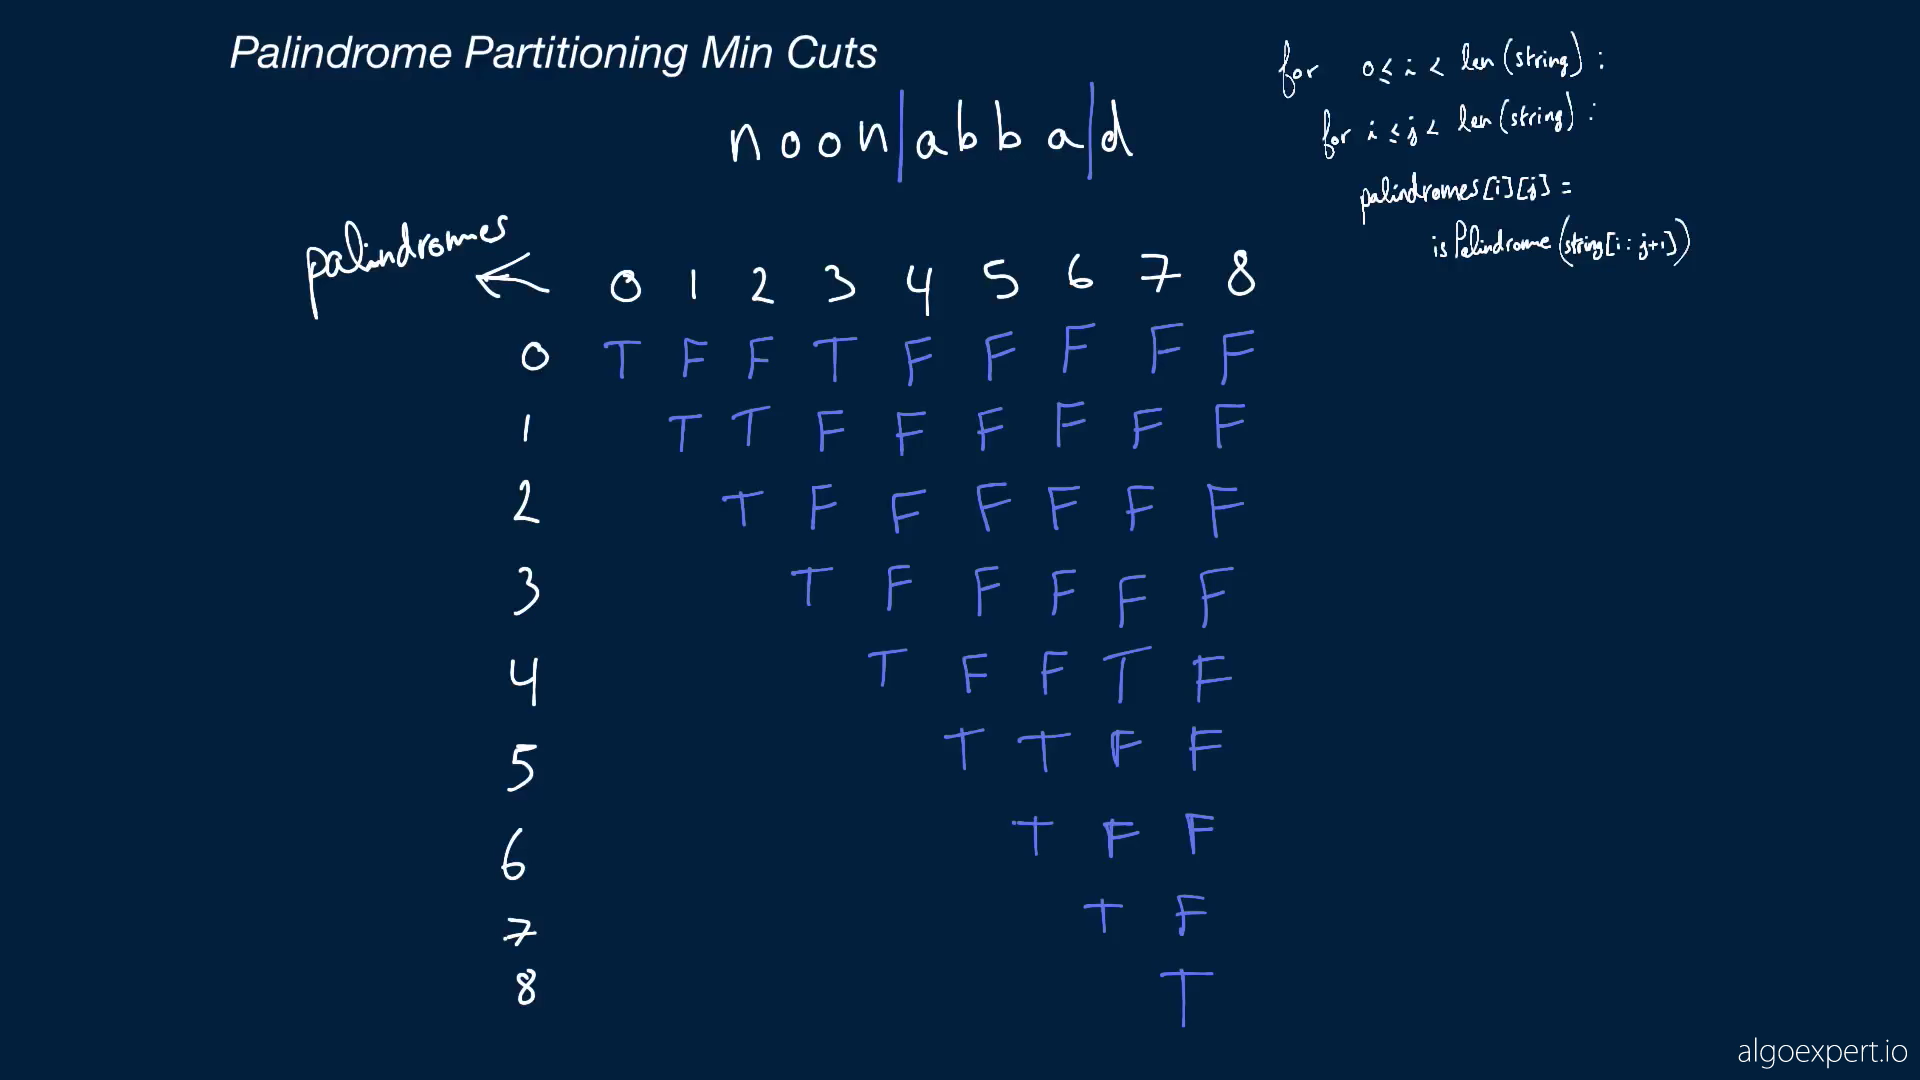 Palindrome Partitioning Min Cuts
noon|abba|d
for 0 ≤ i < len(string):
for i ≤ j < len(string):
palindromes[i][j] =
isPalindrome(string[i:j+1])
palindromes
0 1 2 3 4 5 6 7 8
0 T F F T F F F F F
1 T T F F F F F F
2 T F F F F F F
3 T F F F F F
4 T F F T F
5 T T F F
6 T F F
7 T F
8 T
algoexpert.io